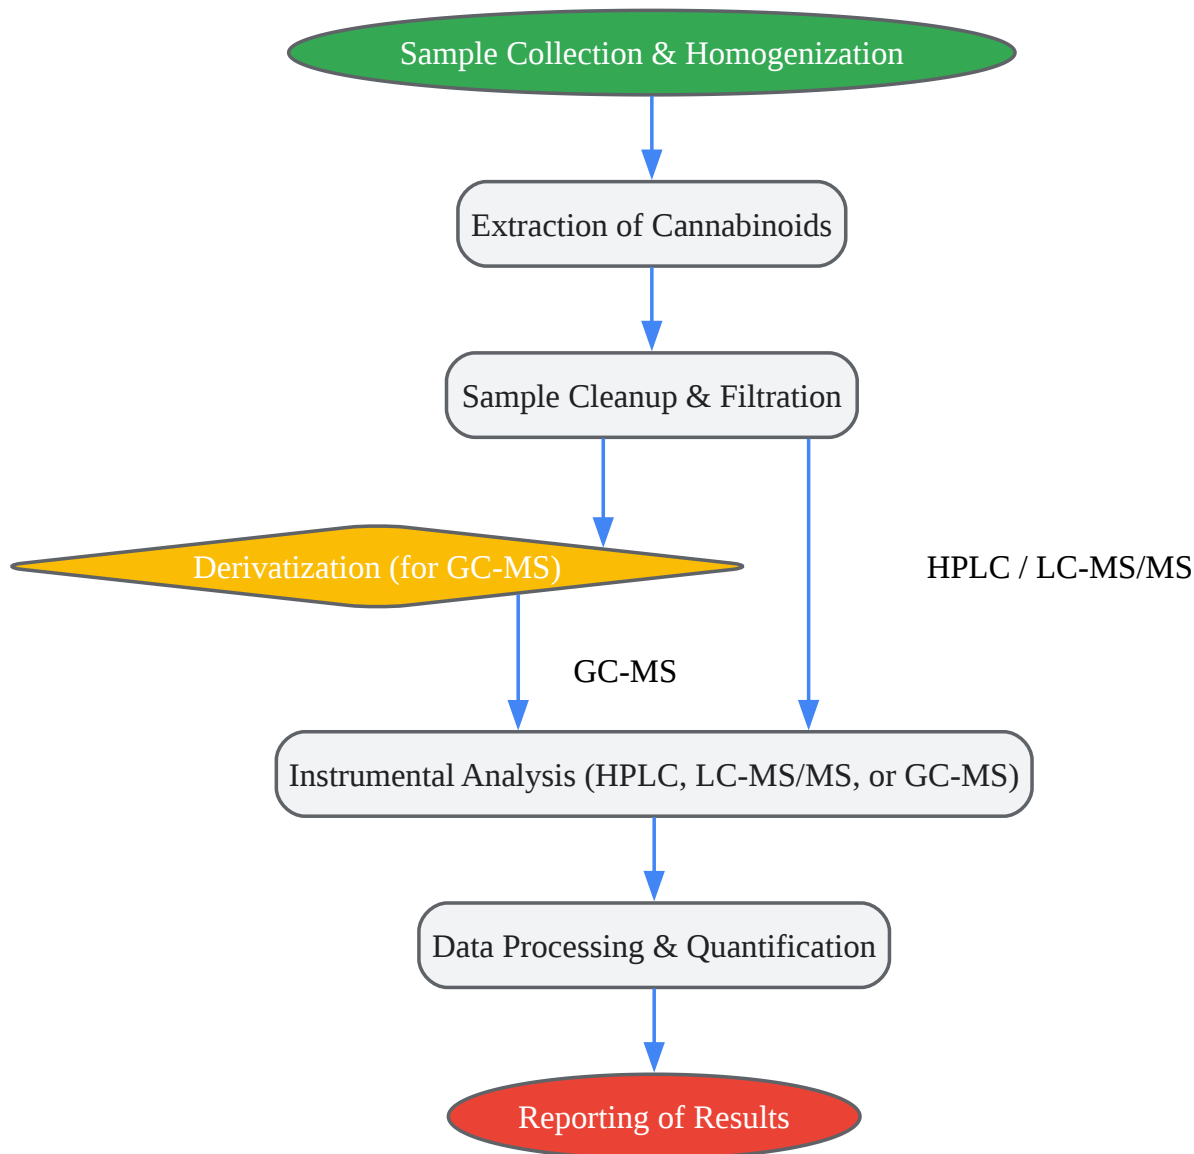 Sample Collection & Homogenization
Extraction of Cannabinoids
Sample Cleanup & Filtration
Derivatization (for GC-MS)
HPLC / LC-MS/MS
GC-MS
Instrumental Analysis (HPLC, LC-MS/MS, or GC-MS)
Data Processing & Quantification
Reporting of Results